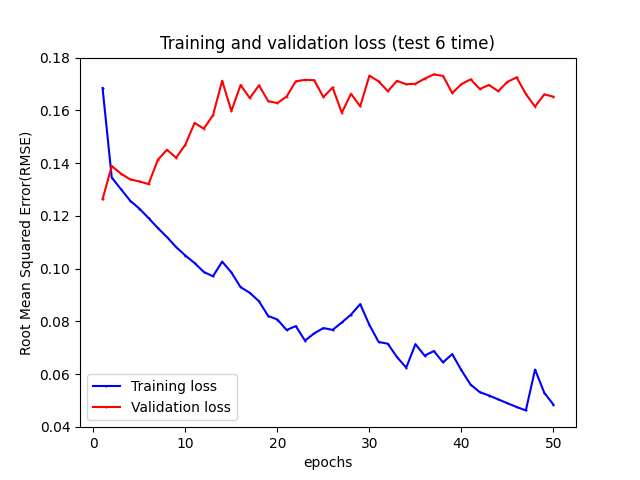 Training and validation loss (test 6 time)
Root Mean Squared Error(RMSE)
0.18
0.16
0.14
0.12
0.10
0.08
0.06
0.04
Training loss
Validation loss
0
10
20
30
40
50
epochs